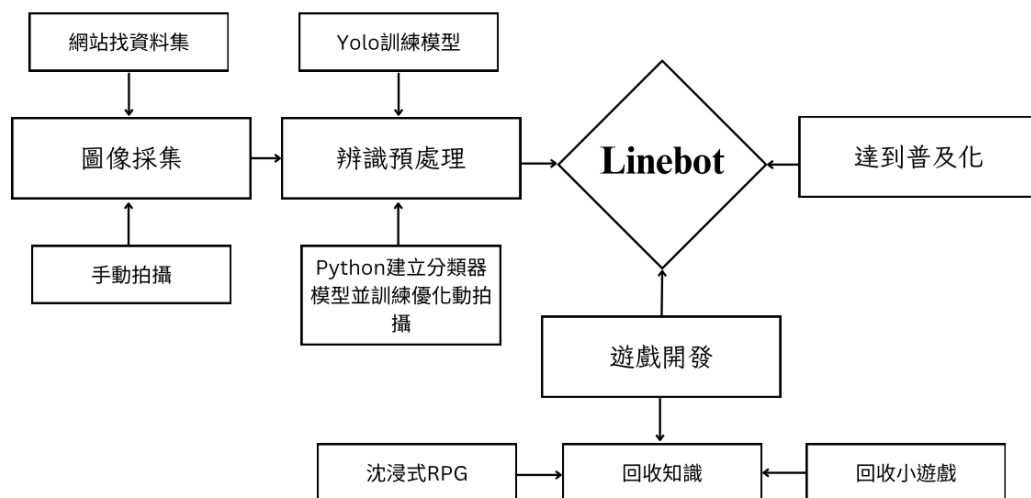 網站找資料集
Yolo訓練模型
圖像採集
辨識預處理
Linebot
達到普及化
手動拍攝
Python建立分類器
模型並訓練優化動拍
攝
遊戲開發
沈浸式RPG
回收知識
回收小遊戲